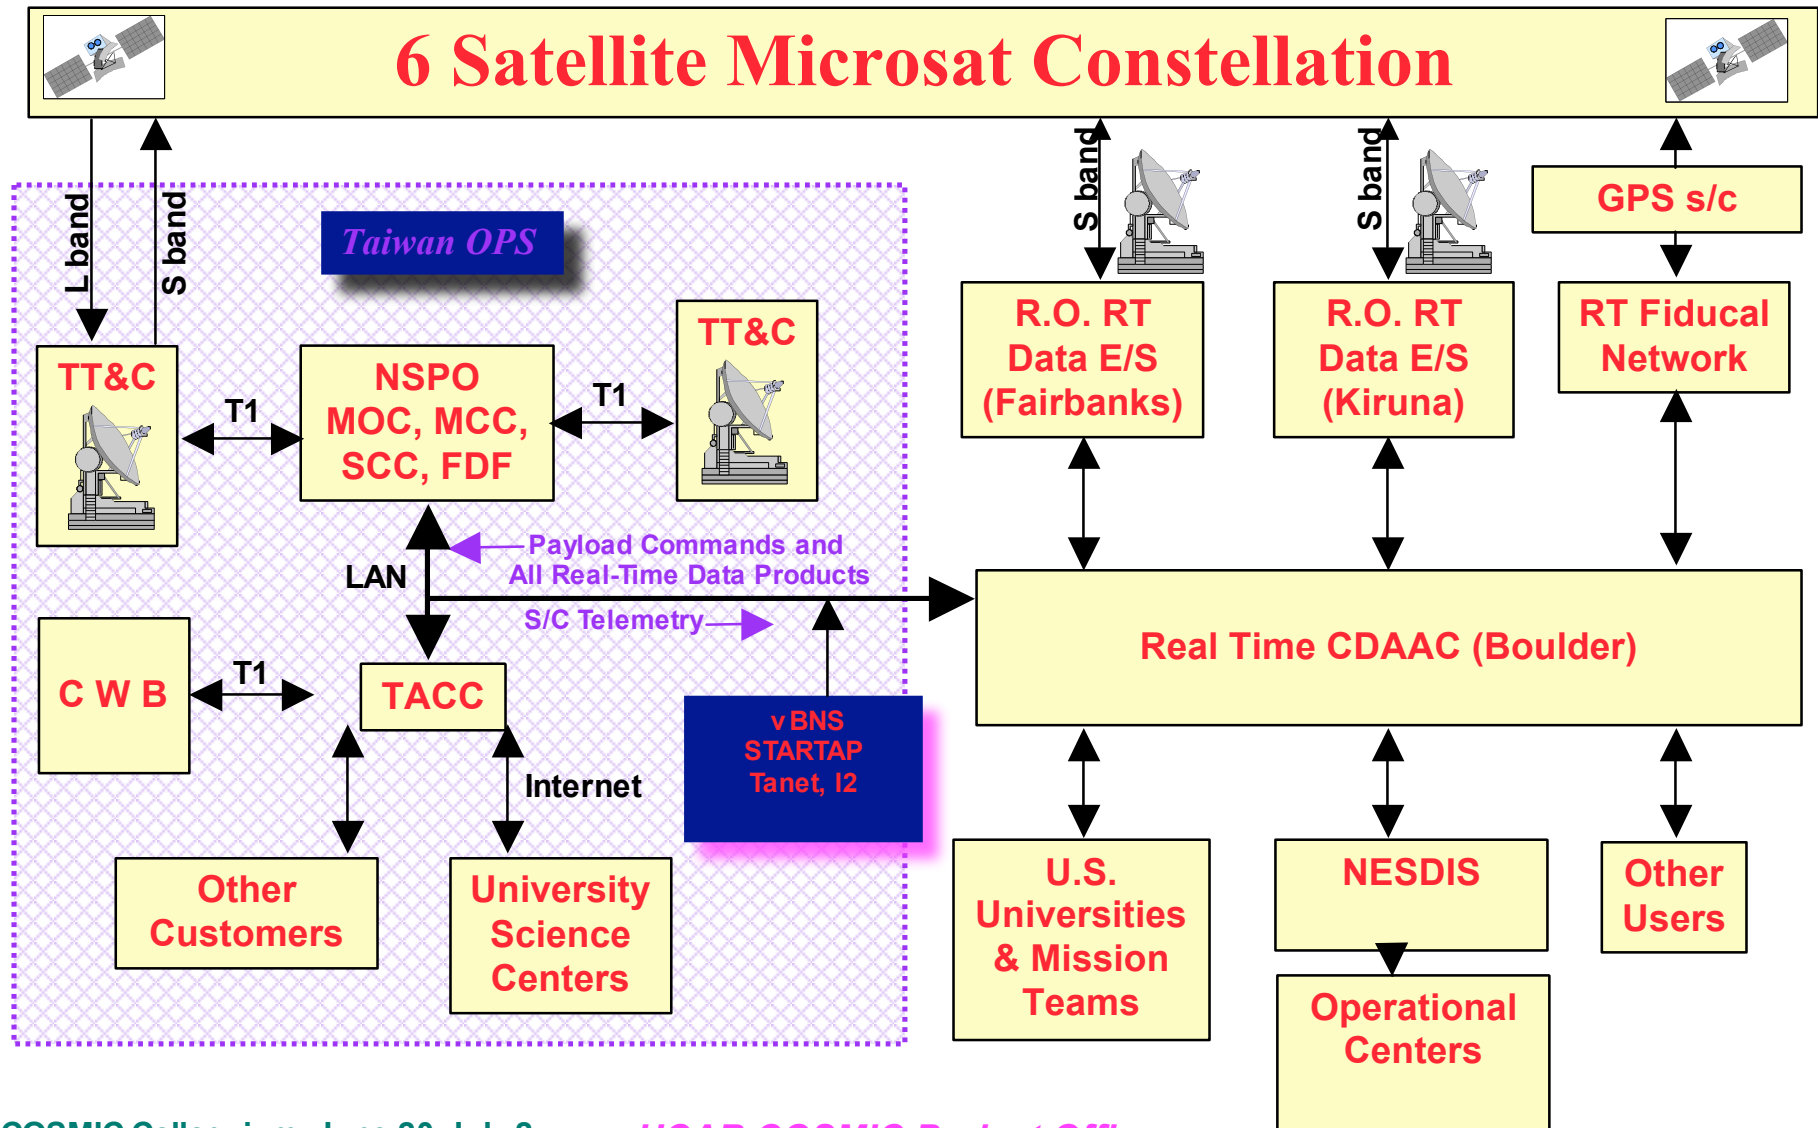 6 Satellite Microsat Constellation
L band
S band
S band
S band
GPS s/c
Taiwan OPS
TT&C
T1
NSPO
MOC, MCC,
SCC, FDF
T1
TT&C
R.O. RT
Data E/S
(Fairbanks)
R.O. RT
Data E/S
(Kiruna)
RT Fiducal
Network
LAN
Payload Commands and
All Real-Time Data Products
S/C Telemetry
Real Time CDAAC (Boulder)
C W B
T1
TACC
vBNS
STARTAP
Tanet, I2
Internet
Other
Customers
University
Science
Centers
U.S.
Universities
& Mission
Teams
NESDIS
Other
Users
Operational
Centers